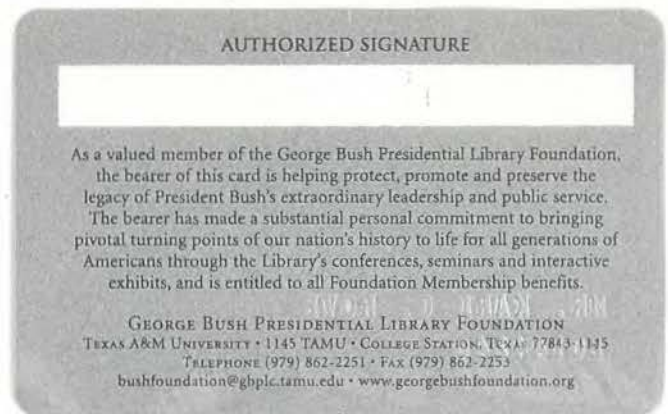 AUTHORIZED SIGNATURE
As a valued member of the George Bush Presidential Library Foundation,
the bearer of this card is helping protect, promote and preserve the
legacy of President Bush's extraordinary leadership and public service.
The bearer has made a substantial personal commitment to bringing
pivotal turning points of our nation's history to life for all generations of
Americans through the Library's conferences, seminars and interactive
exhibits, and is entitled to all Foundation Membership benefits.
GEORGE BUSH PRESIDENTIAL LIBRARY FOUNDATION
TEXAS A&M UNIVERSITY • 1145 TAMU • COLLEGE STATION, TEXAS 77843-1145
TELEPHONE (979) 862-2251 • FAX (979) 862-2253
bushfoundation@gbplc.tamu.edu • www.georgebushfoundation.org